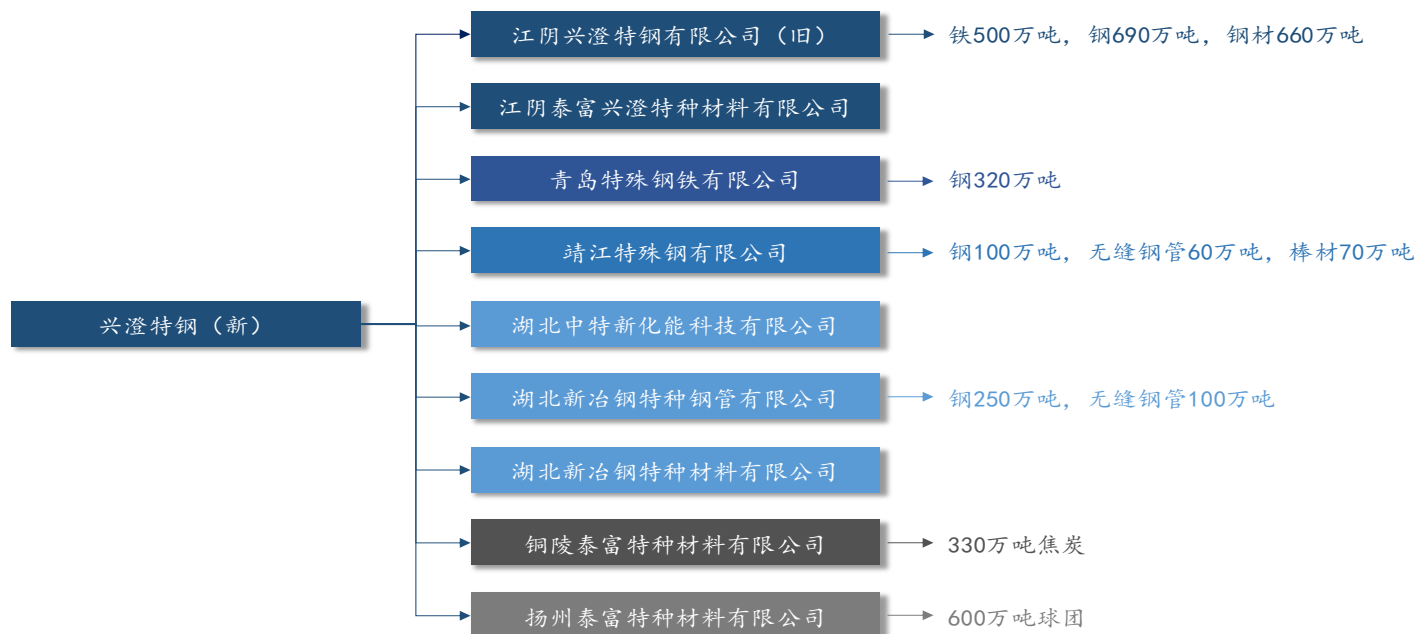 江阴兴澄特钢有限公司（旧）
铁500万吨，钢690万吨，钢材660万吨
江阴泰富兴澄特种材料有限公司
青岛特殊钢铁有限公司
钢320万吨
靖江特殊钢有限公司
钢100万吨，无缝钢管60万吨，棒材70万吨
兴澄特钢（新）
湖北中特新化能科技有限公司
湖北新冶钢特种钢管有限公司
钢250万吨，无缝钢管100万吨
湖北新冶钢特种材料有限公司
铜陵泰富特种材料有限公司
330万吨焦炭
扬州泰富特种材料有限公司
600万吨球团